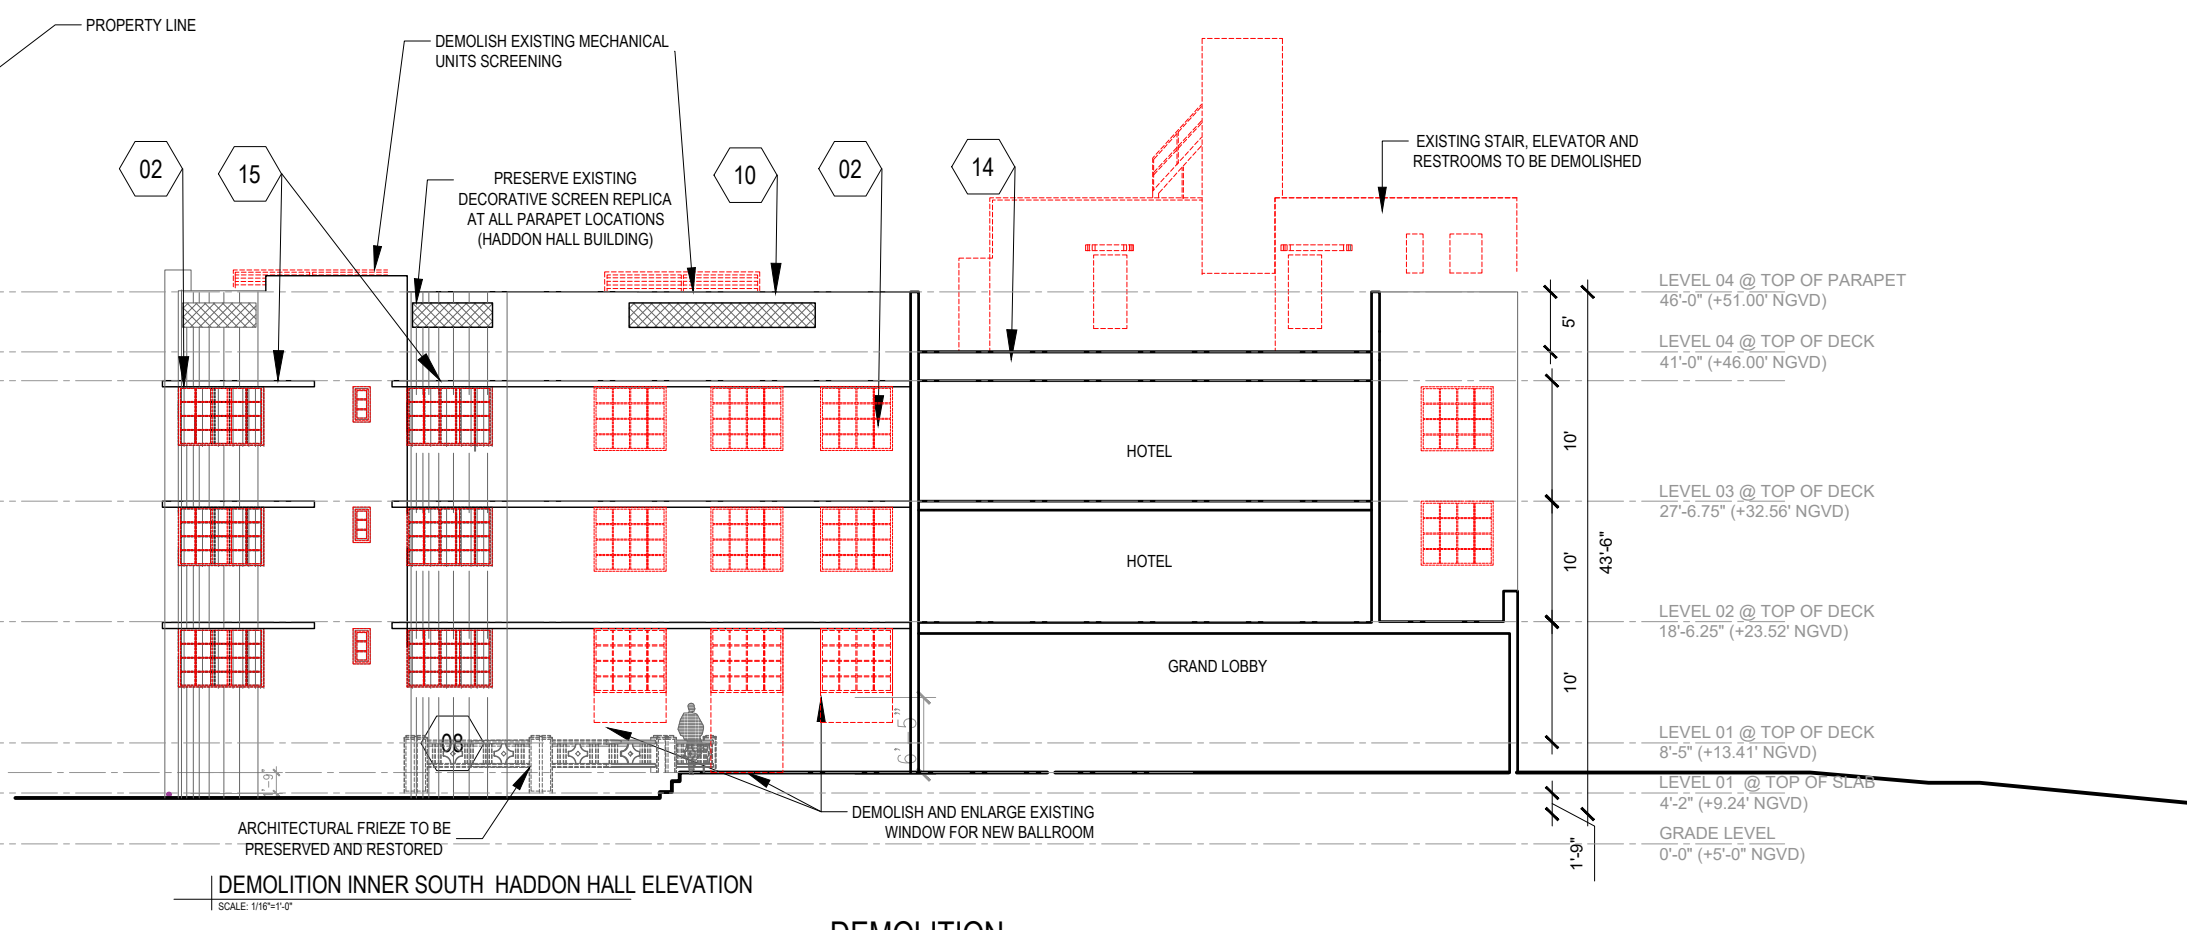 PROPERTY LINE
DEMOLISH EXISTING MECHANICAL
UNITS SCREENING
EXISTING STAIR, ELEVATOR AND
RESTROOMS TO BE DEMOLISHED
02
15
PRESERVE EXISTING
DECORATIVE SCREEN REPLICA
AT ALL PARAPET LOCATIONS
(HADDON HALL BUILDING)
10
02
14
LEVEL 04 @ TOP OF PARAPET
46'-0" (+51.00' NGVD)
5'
LEVEL 04 @ TOP OF DECK
41'-0" (+46.00' NGVD)
HOTEL
10'
LEVEL 03 @ TOP OF DECK
27'-6.75" (+32.56' NGVD)
HOTEL
10'
43'-6"
LEVEL 02 @ TOP OF DECK
18'-6.25" (+23.52' NGVD)
GRAND LOBBY
10'
6'-5"
08
LEVEL 01 @ TOP OF DECK
8'-5" (+13.41' NGVD)
LEVEL 01 @ TOP OF SLAB
4'-2" (+9.24' NGVD)
1'-9"
DEMOLISH AND ENLARGE EXISTING
WINDOW FOR NEW BALLROOM
ARCHITECTURAL FRIEZE TO BE
PRESERVED AND RESTORED
GRADE LEVEL
0'-0" (+5'-0" NGVD)
1'-9"
DEMOLITION INNER SOUTH HADDON HALL ELEVATION
SCALE: 1/16"=1'-0"
DEMOLITION